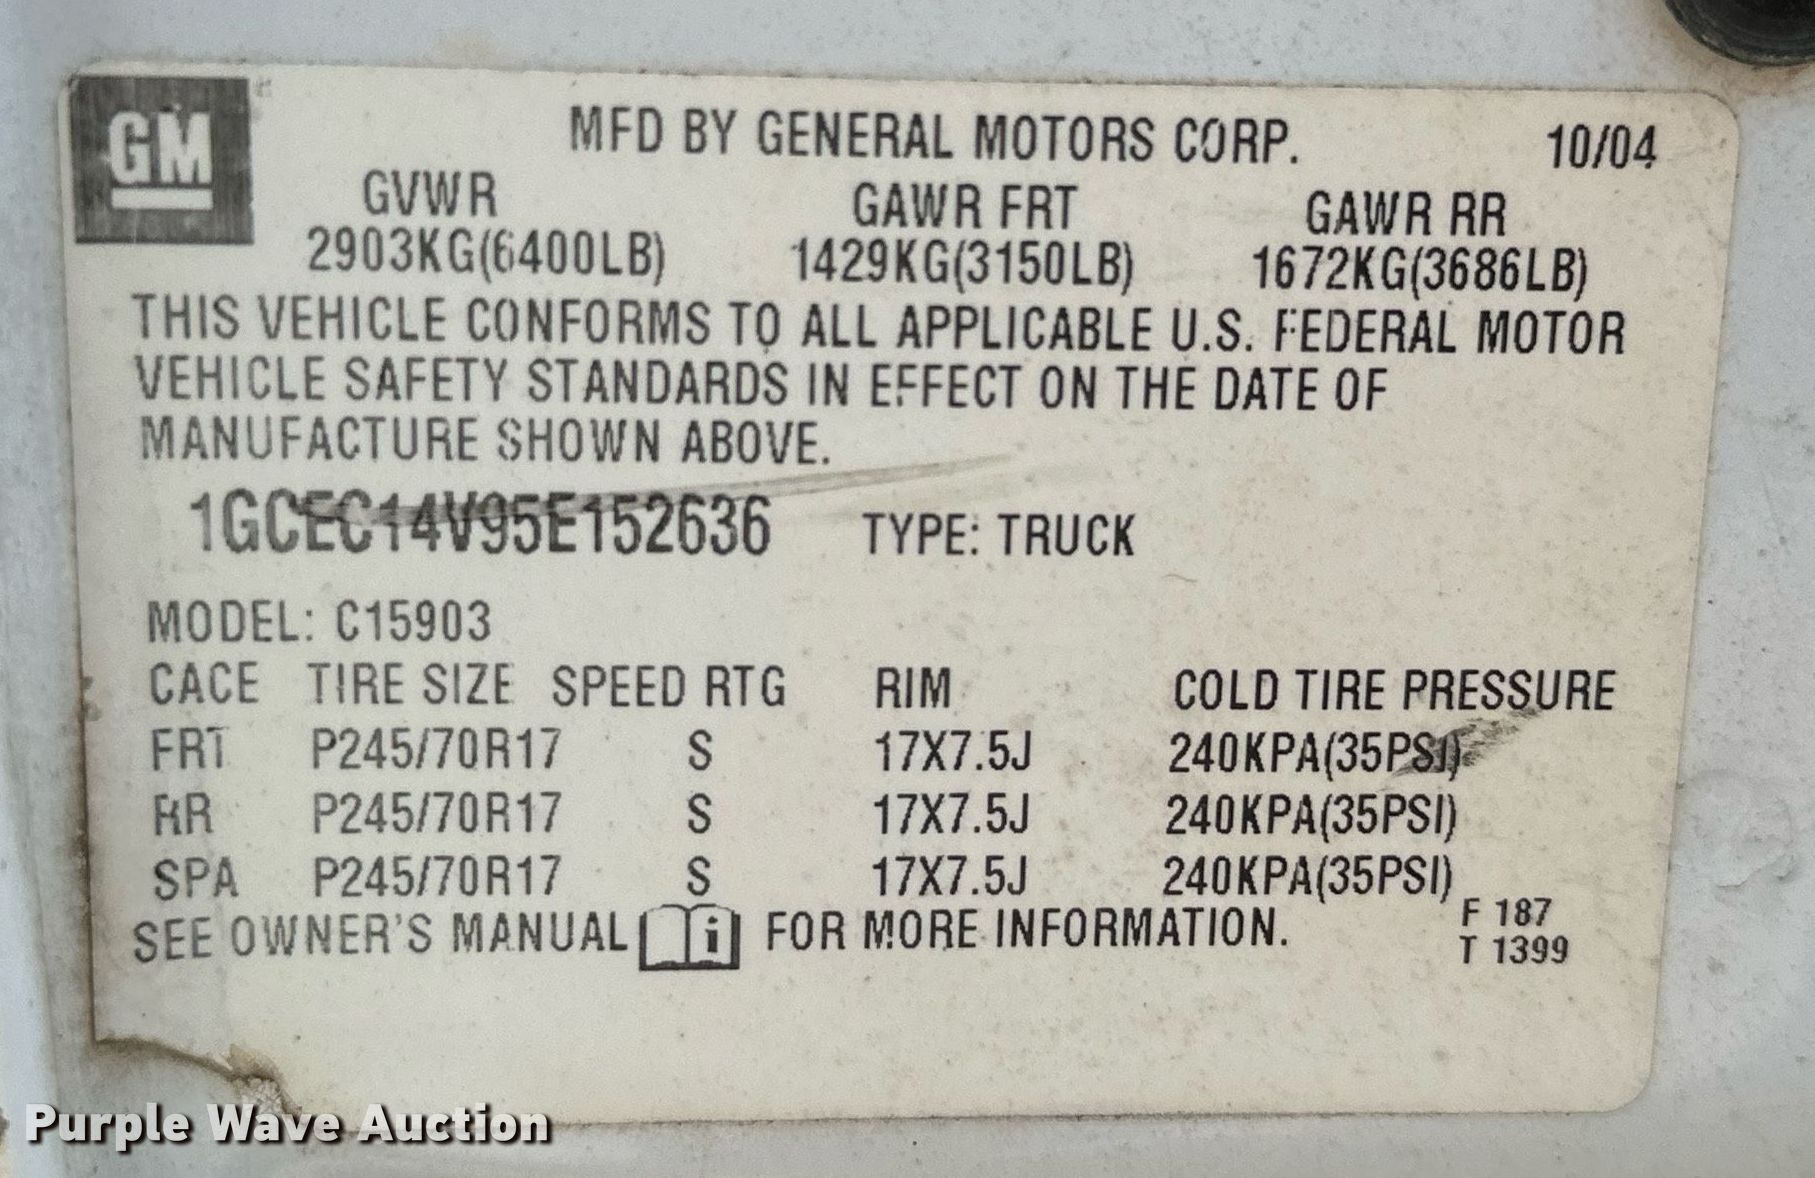 GM
MFD BY GENERAL MOTORS CORP. 10/04
GVWR GAWR FRT GAWR RR
2903KG(6400LB) 1429KG(3150LB) 1672KG(3686LB)
THIS VEHICLE CONFORMS TO ALL APPLICABLE U.S. FEDERAL MOTOR
VEHICLE SAFETY STANDARDS IN EFFECT ON THE DATE OF
MANUFACTURE SHOWN ABOVE.
1GCEC14V95E152636 TYPE: TRUCK
MODEL: C15903
CACE TIRE SIZE SPEED RTG RIM COLD TIRE PRESSURE
FRT P245/70R17 S 17X7.5J 240KPA(35PSI)
RR P245/70R17 S 17X7.5J 240KPA(35PSI)
SPA P245/70R17 S 17X7.5J 240KPA(35PSI)
SEE OWNER'S MANUAL i FOR MORE INFORMATION.
F 187
T 1399
Purple Wave Auction